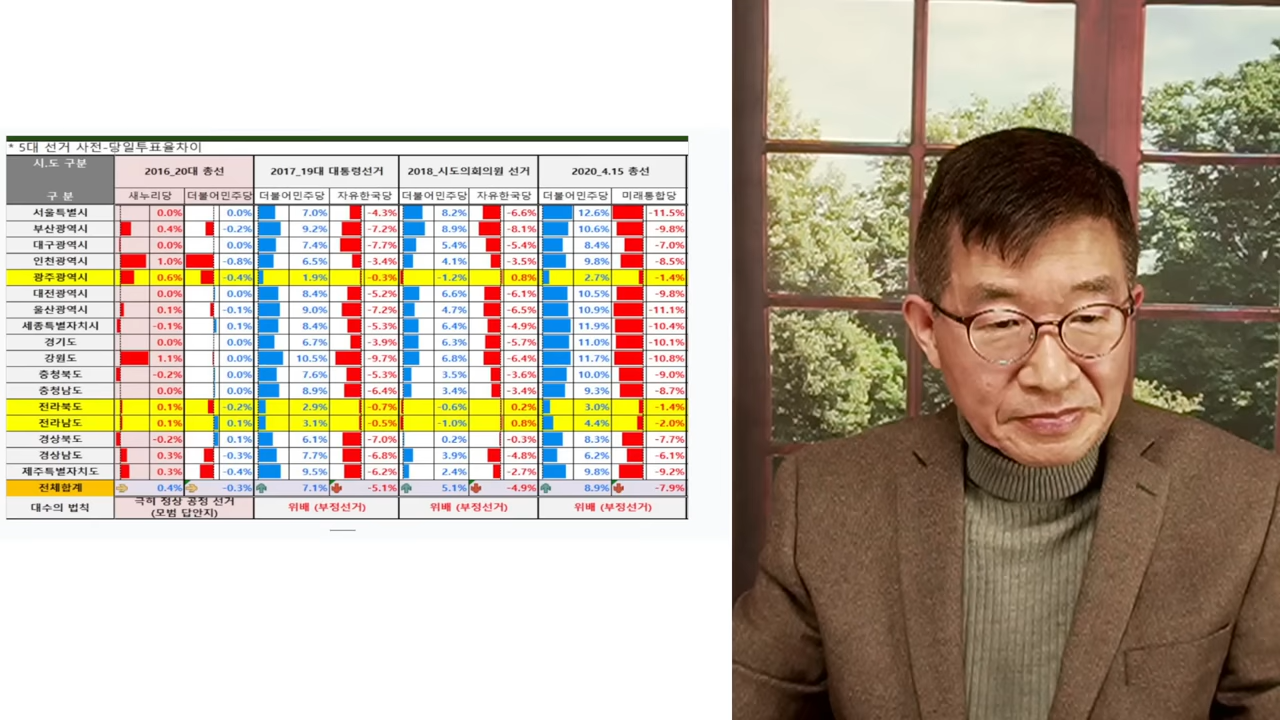 * 5대 선거 사전-당일투표율차이
시.도 구분 2016_20대 총선 2017_19대 대통령선거 2018_시도의회의원 선거 2020_4.15 총선
구 분 새누리당 더불어민주당 더불어민주당 자유한국당 더불어민주당 자유한국당 더불어민주당 미래통합당
서울특별시 0.0% 0.0% 7.0% -4.3% 8.2% -6.6% 12.6% -11.5%
부산광역시 0.4% -0.2% 9.2% -7.2% 8.9% -8.1% 10.6% -9.8%
대구광역시 0.0% 0.0% 7.4% -7.7% 5.4% -5.4% 8.4% -7.0%
인천광역시 1.0% -0.8% 6.5% -3.4% 4.1% -3.5% 9.8% -8.5%
광주광역시 0.6% -0.4% 1.9% -0.3% -1.2% 0.8% 2.7% -1.4%
대전광역시 0.0% 0.0% 8.4% -5.2% 6.6% -6.1% 10.5% -9.8%
울산광역시 0.1% -0.1% 9.0% -7.2% 4.7% -6.5% 10.9% -11.1%
세종특별자치시 -0.1% 0.1% 8.4% -5.3% 6.4% -4.9% 11.9% -10.4%
경기도 0.0% 0.0% 6.7% -3.9% 6.3% -5.7% 11.0% -10.1%
강원도 1.1% 0.0% 10.5% -9.7% 6.8% -6.4% 11.7% -10.8%
충청북도 -0.2% 0.0% 7.6% -5.3% 3.5% -3.6% 10.0% -9.0%
충청남도 0.0% 0.0% 8.9% -6.4% 3.4% -3.4% 9.3% -8.7%
전라북도 0.1% -0.2% 2.9% -0.7% -0.6% 0.2% 3.0% -1.4%
전라남도 0.1% 0.1% 3.1% -0.5% -1.0% 0.8% 4.4% -2.0%
경상북도 -0.2% 0.1% 6.1% -7.0% 0.2% -0.3% 8.3% -7.7%
경상남도 0.3% -0.3% 7.7% -6.8% 3.9% -4.8% 6.2% -6.1%
제주특별자치도 0.3% -0.4% 9.5% -6.2% 2.4% -2.7% 9.8% -9.2%
전체합계 0.4% -0.3% 7.1% -5.1% 5.1% -4.9% 8.9% -7.9%
대수의 법칙 극히 정상 공정 선거 위배 (부정선거) 위배 (부정선거) 위배 (부정선거)
(모범 답안지)